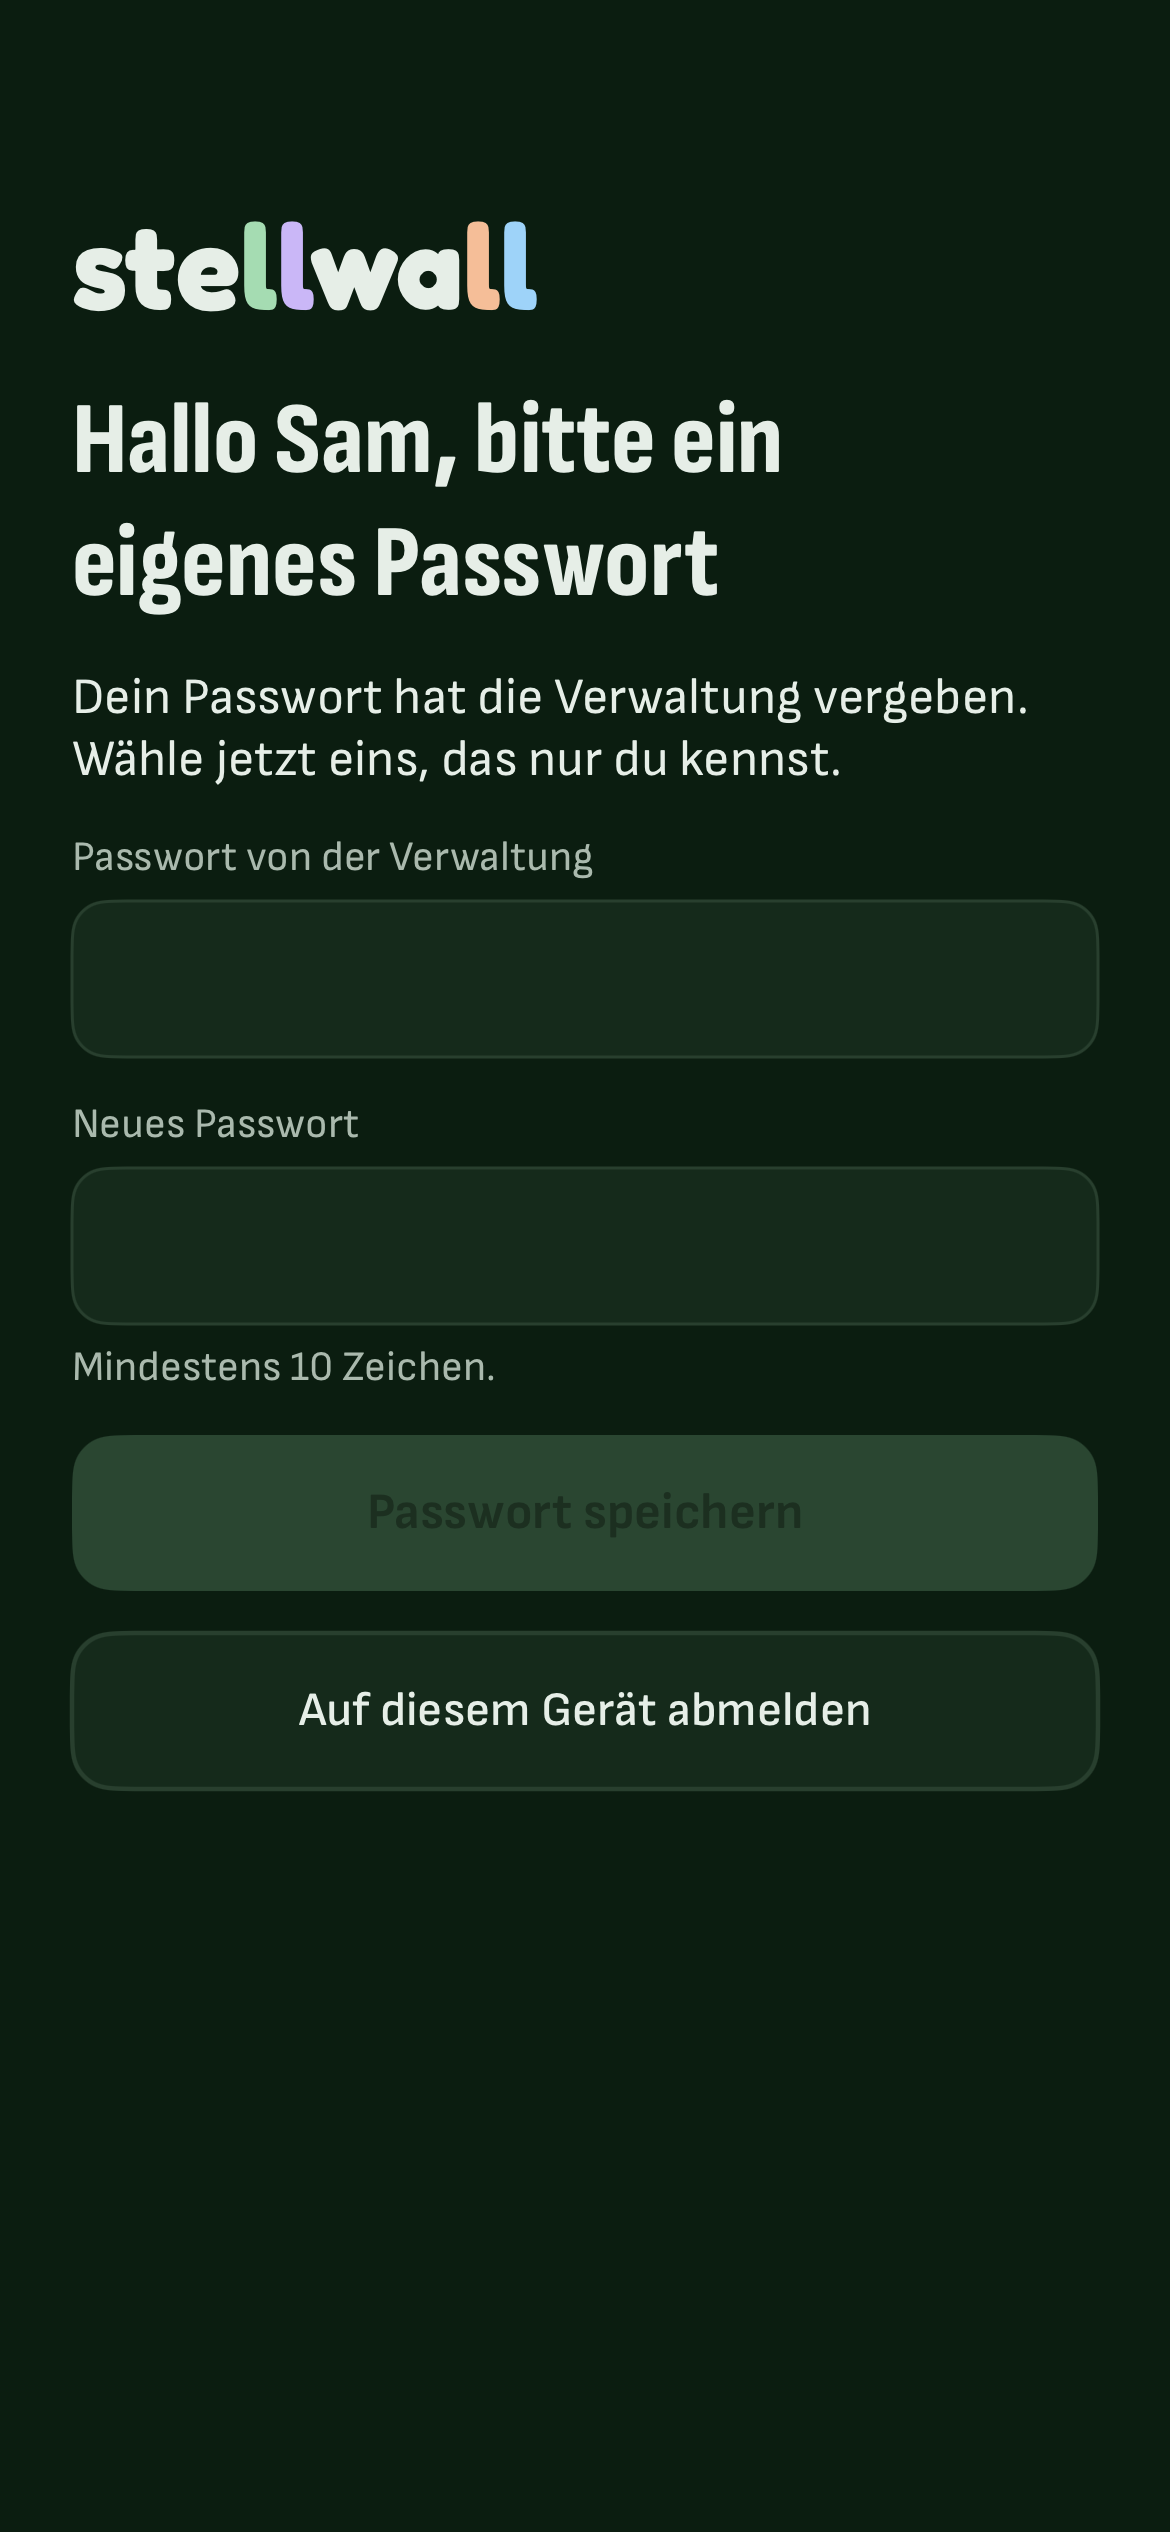 stellwall
Hallo Sam, bitte ein
eigenes Passwort
Dein Passwort hat die Verwaltung vergeben.
Wähle jetzt eins, das nur du kennst.
Passwort von der Verwaltung
Neues Passwort
Mindestens 10 Zeichen.
Passwort speichern
Auf diesem Gerät abmelden